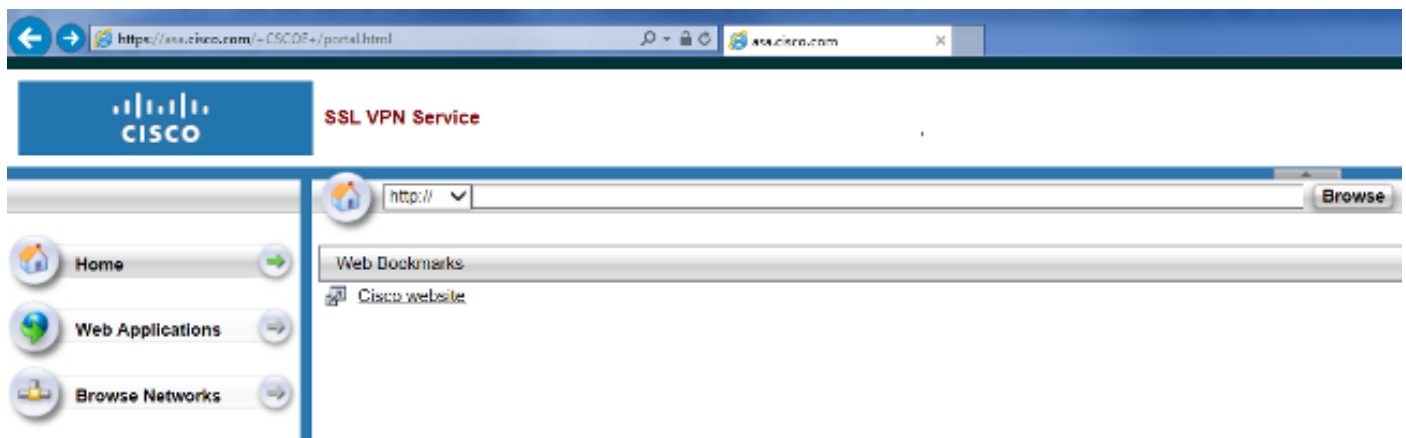 https://asa.cisco.com/+CSCOE+/portal.html
asa.cisco.com
CISCO
SSL VPN Service
http://
Browse
Home
Web Bookmarks
Cisco website
Web Applications
Browse Networks